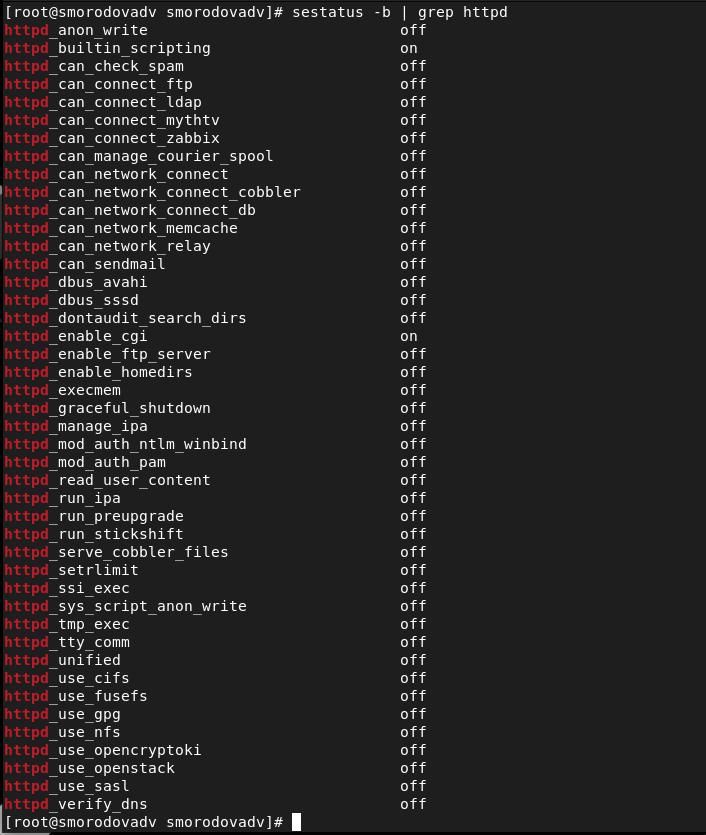 [root@smorodovadv smorodovadv]# sestatus -b | grep httpd
httpd_anon_write                            off
httpd_builtin_scripting                     on
httpd_can_check_spam                        off
httpd_can_connect_ftp                       off
httpd_can_connect_ldap                      off
httpd_can_connect_mythtv                    off
httpd_can_connect_zabbix                    off
httpd_can_manage_courier_spool              off
httpd_can_network_connect                   off
httpd_can_network_connect_cobbler           off
httpd_can_network_connect_db                off
httpd_can_network_memcache                  off
httpd_can_network_relay                     off
httpd_can_sendmail                          off
httpd_dbus_avahi                            off
httpd_dbus_sssd                             off
httpd_dontaudit_search_dirs                 off
httpd_enable_cgi                            on
httpd_enable_ftp_server                     off
httpd_enable_homedirs                       off
httpd_execmem                               off
httpd_graceful_shutdown                     off
httpd_manage_ipa                            off
httpd_mod_auth_ntlm_winbind                 off
httpd_mod_auth_pam                          off
httpd_read_user_content                     off
httpd_run_ipa                               off
httpd_run_preupgrade                        off
httpd_run_stickshift                        off
httpd_serve_cobbler_files                   off
httpd_setrlimit                             off
httpd_ssi_exec                              off
httpd_sys_script_anon_write                 off
httpd_tmp_exec                              off
httpd_tty_comm                              off
httpd_unified                               off
httpd_use_cifs                              off
httpd_use_fusefs                            off
httpd_use_gpg                               off
httpd_use_nfs                               off
httpd_use_opencryptoki                      off
httpd_use_openstack                         off
httpd_use_sasl                              off
httpd_verify_dns                            off
[root@smorodovadv smorodovadv]#